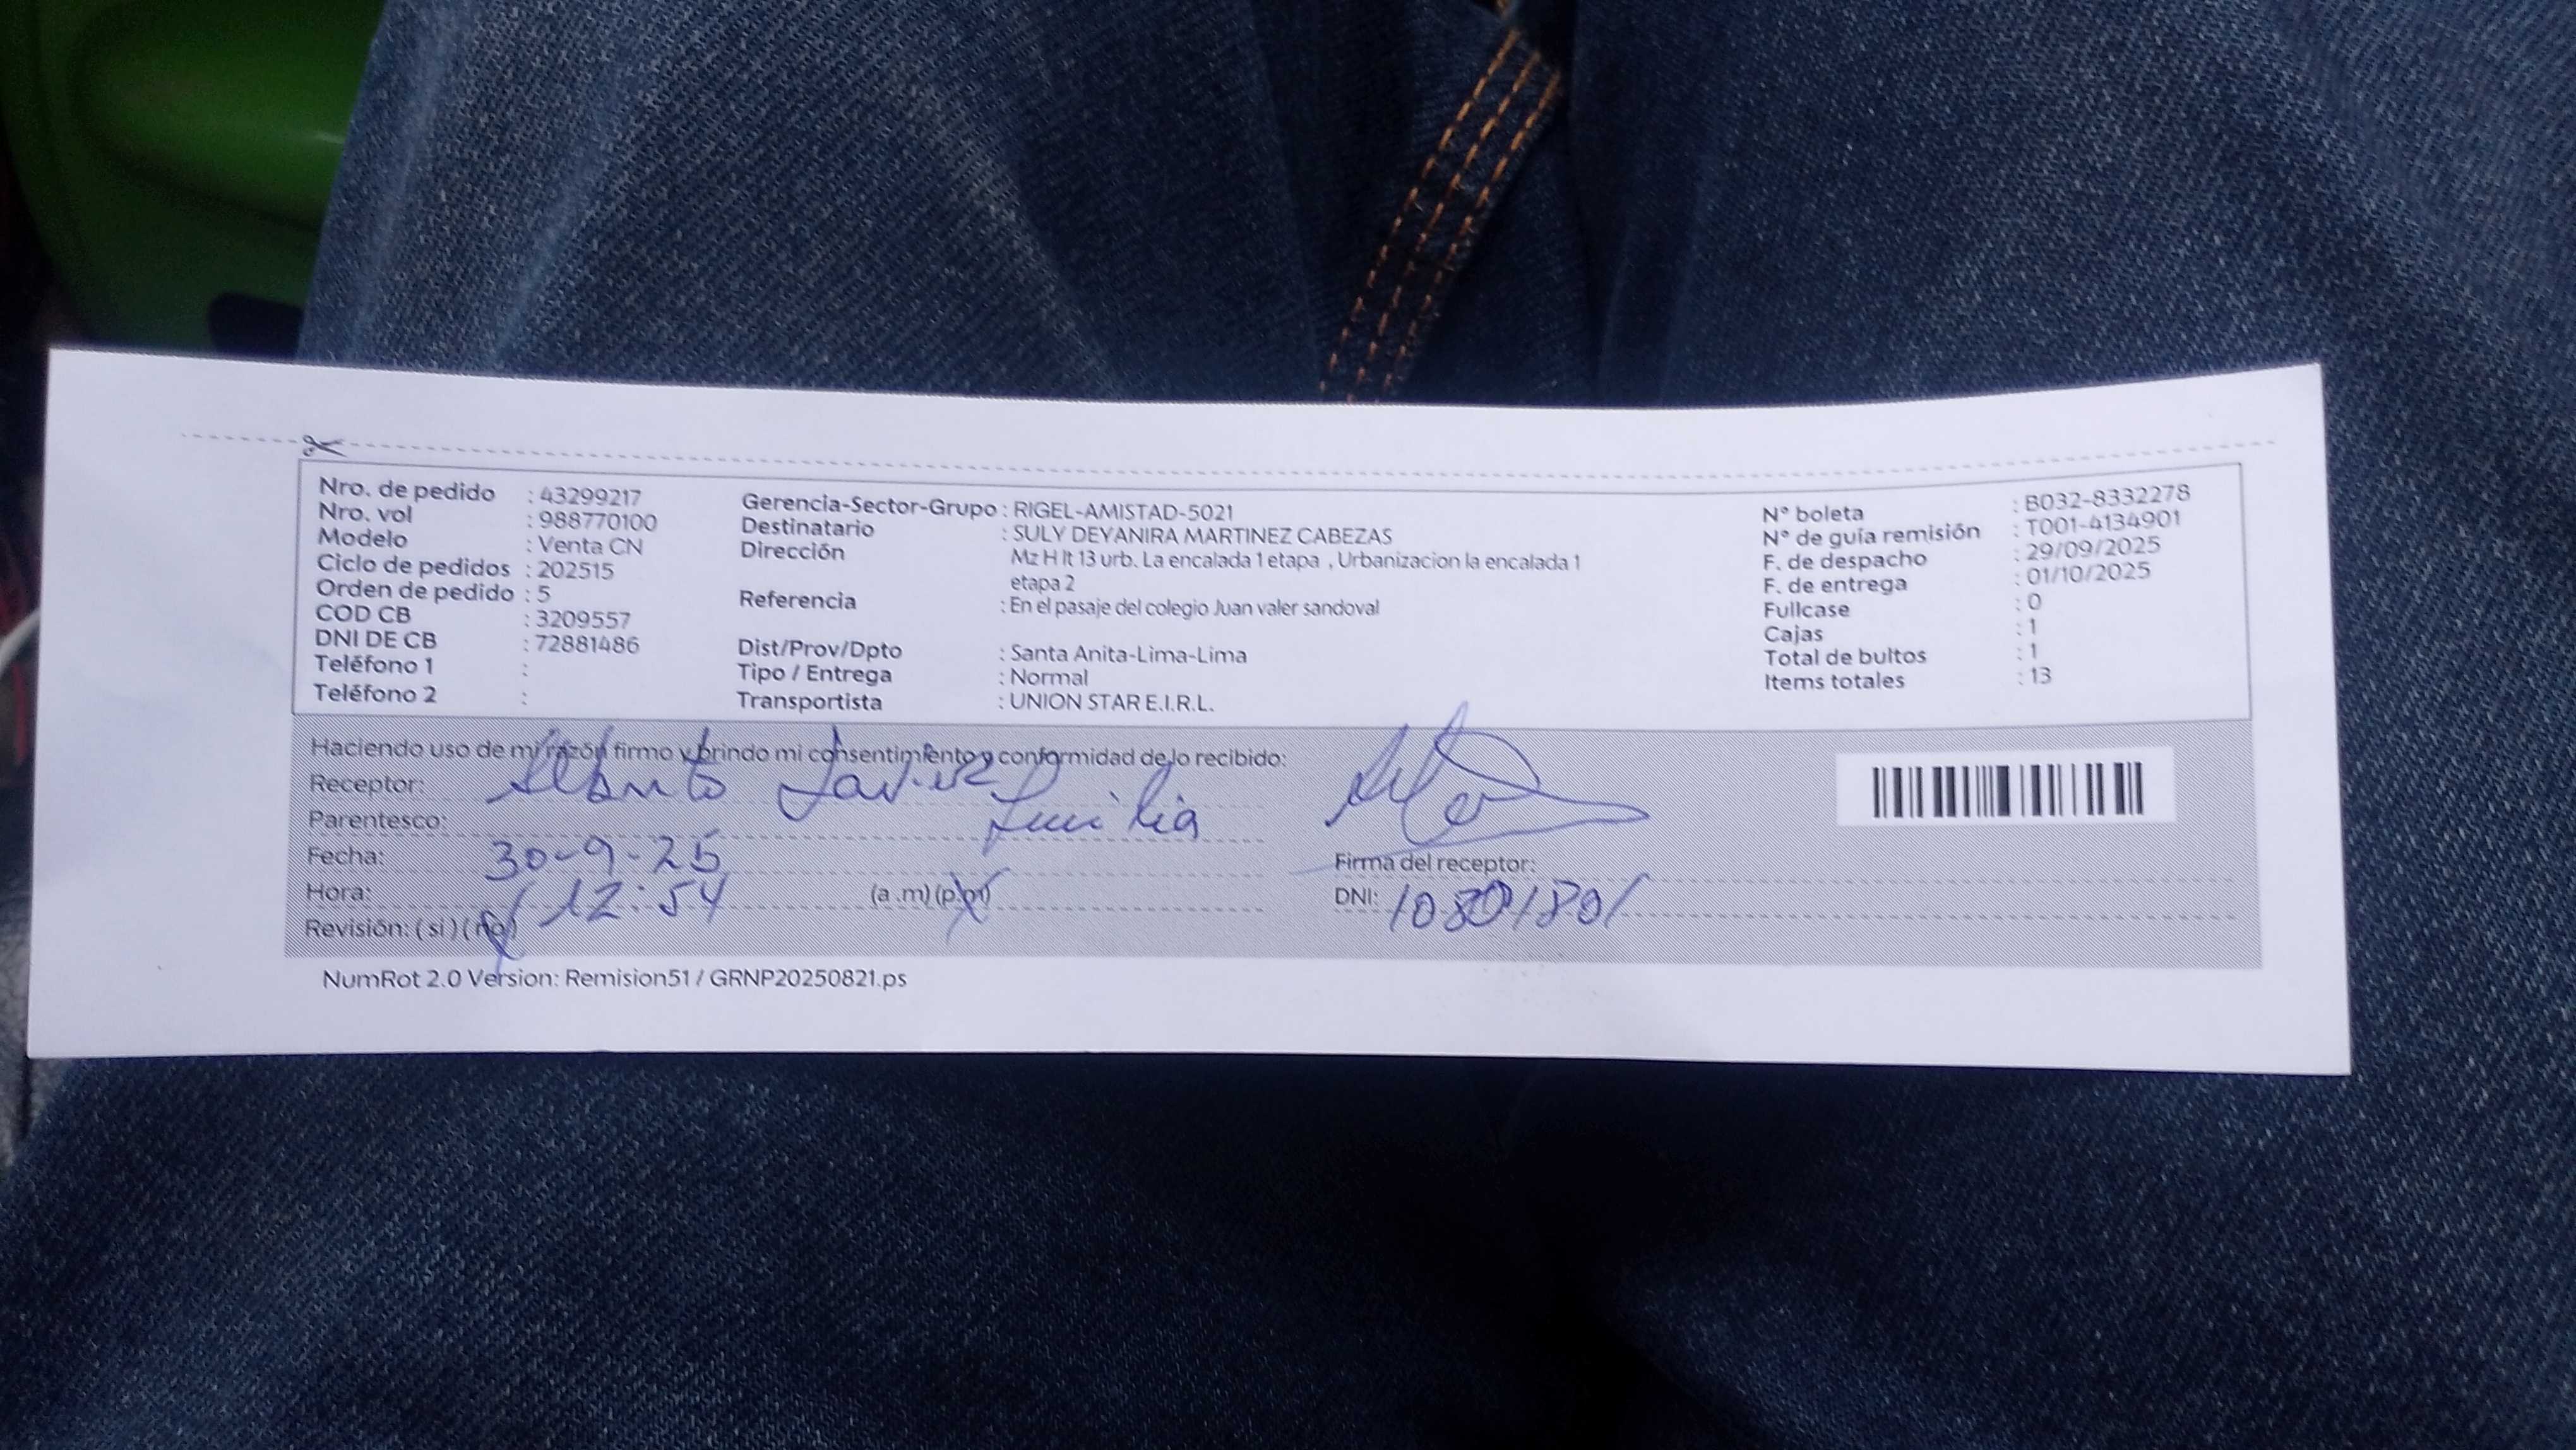 Nro. de pedido : 43299217
Nro. vol : 988770100
Modelo : Venta CN
Ciclo de pedidos : 202515
Orden de pedido : 5
COD CB : 3209557
DNI DE CB : 72881486
Teléfono 1 :
Teléfono 2 :
Gerencia-Sector-Grupo : RIGEL-AMISTAD-5021
Destinatario : SULY DEYANIRA MARTINEZ CABEZAS
Dirección Mz H lt 13 urb. La encalada 1 etapa , Urbanizacion la encalada 1
etapa 2
Referencia : En el pasaje del colegio Juan valer sandoval
Dist/Prov/Dpto : Santa Anita-Lima-Lima
Tipo / Entrega : Normal
Transportista : UNION STAR E.I.R.L.
N° boleta : B032-8332278
N° de guía remisión : T001-4134901
F. de despacho : 29/09/2025
F. de entrega : 01/10/2025
Fullcase : 0
Cajas : 1
Total de bultos : 1
Items totales : 13
Haciendo uso de mi razón firmo y brindo mi consentimiento y conformidad de lo recibido:
Receptor: Javier
Parentesco:
Fecha: 30-9-25
Hora: 12:54 (a .m) (p.m)
Revisión: ( si ) ( no )
Firma del receptor:
DNI: 10801801
NumRot 2.0 Version: Remision51 / GRNP20250821.ps